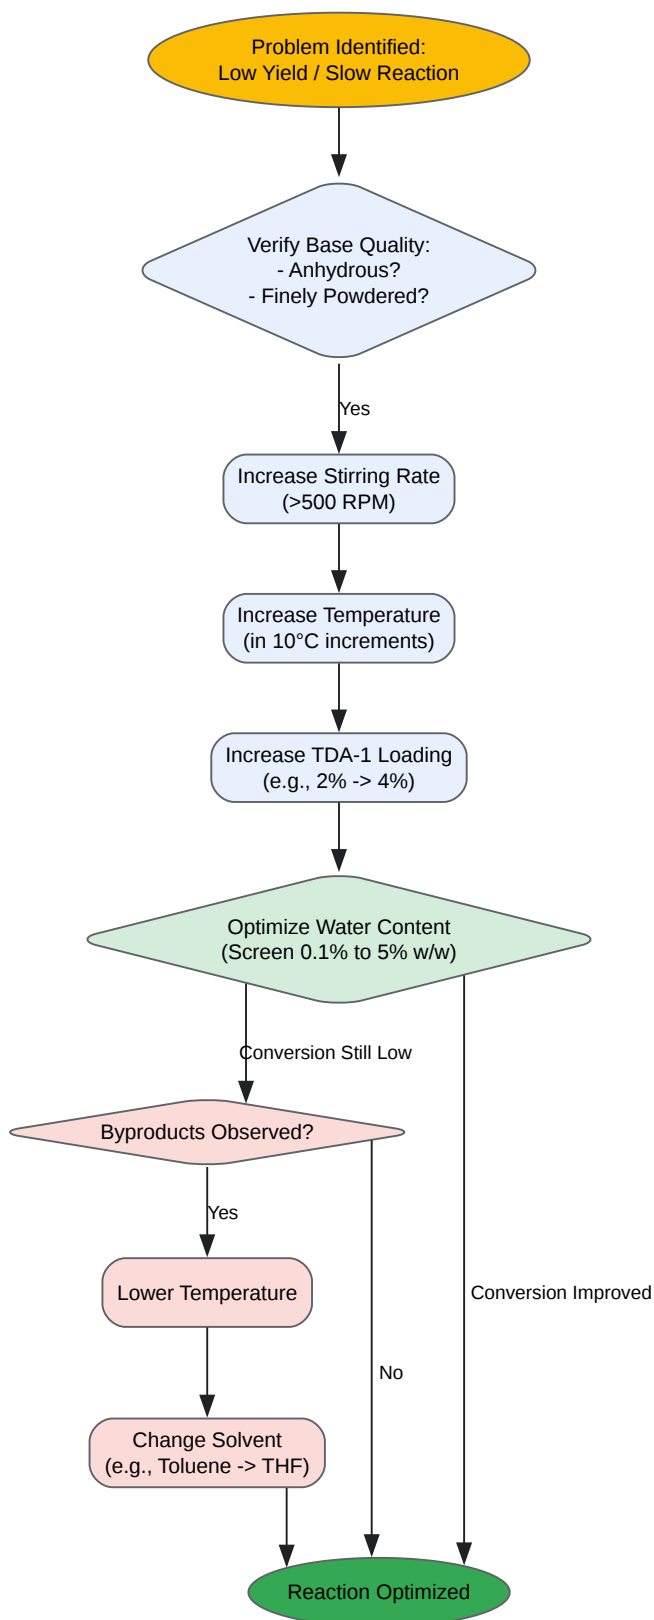 Problem Identified:
Low Yield / Slow Reaction
Verify Base Quality:
- Anhydrous?
- Finely Powdered?
Yes
Increase Stirring Rate
(>500 RPM)
Increase Temperature
(in 10°C increments)
Increase TDA-1 Loading
(e.g., 2% -> 4%)
Optimize Water Content
(Screen 0.1% to 5% w/w)
Conversion Still Low
Byproducts Observed?
Yes
Lower Temperature
Conversion Improved
No
Change Solvent
(e.g., Toluene -> THF)
Reaction Optimized